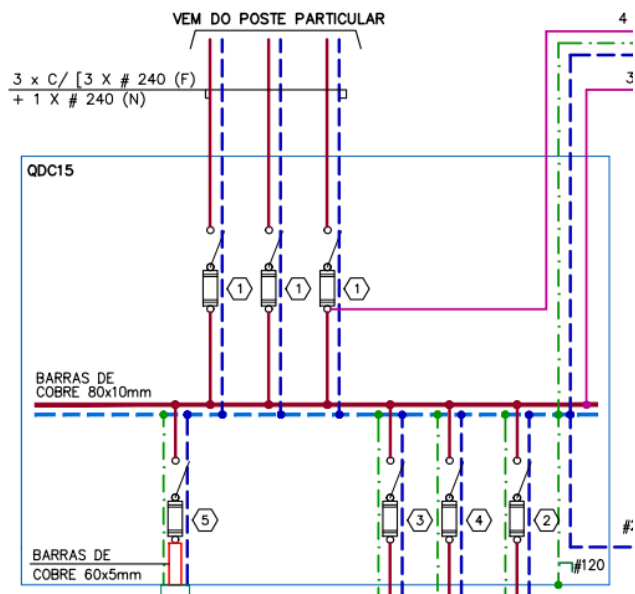 VEM DO POSTE PARTICULAR
4
3 x C/ [3 X # 240 (F)
+ 1 X # 240 (N)
3
QDC15
1
1
1
BARRAS DE
COBRE 80x10mm
5
3
4
2
#2
BARRAS DE
COBRE 60x5mm
#120